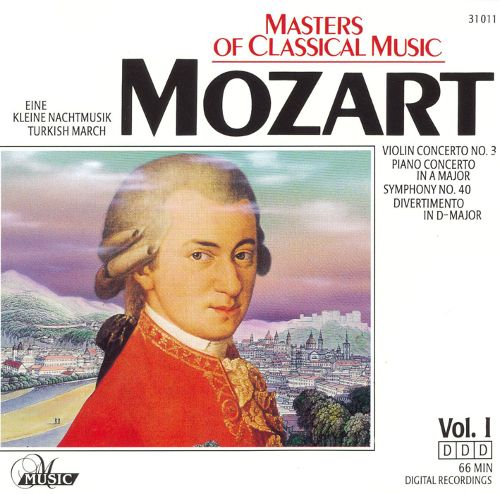 31011
MASTERS
OF CLASSICAL MUSIC
MOZART
EINE
KLEINE NACHTMUSIK
TURKISH MARCH
VIOLIN CONCERTO NO. 3
PIANO CONCERTO
IN A MAJOR
SYMPHONY NO. 40
DIVERTIMENTO
IN D-MAJOR
Vol. I
D D D
66 MIN
DIGITAL RECORDINGS
M MUSIC